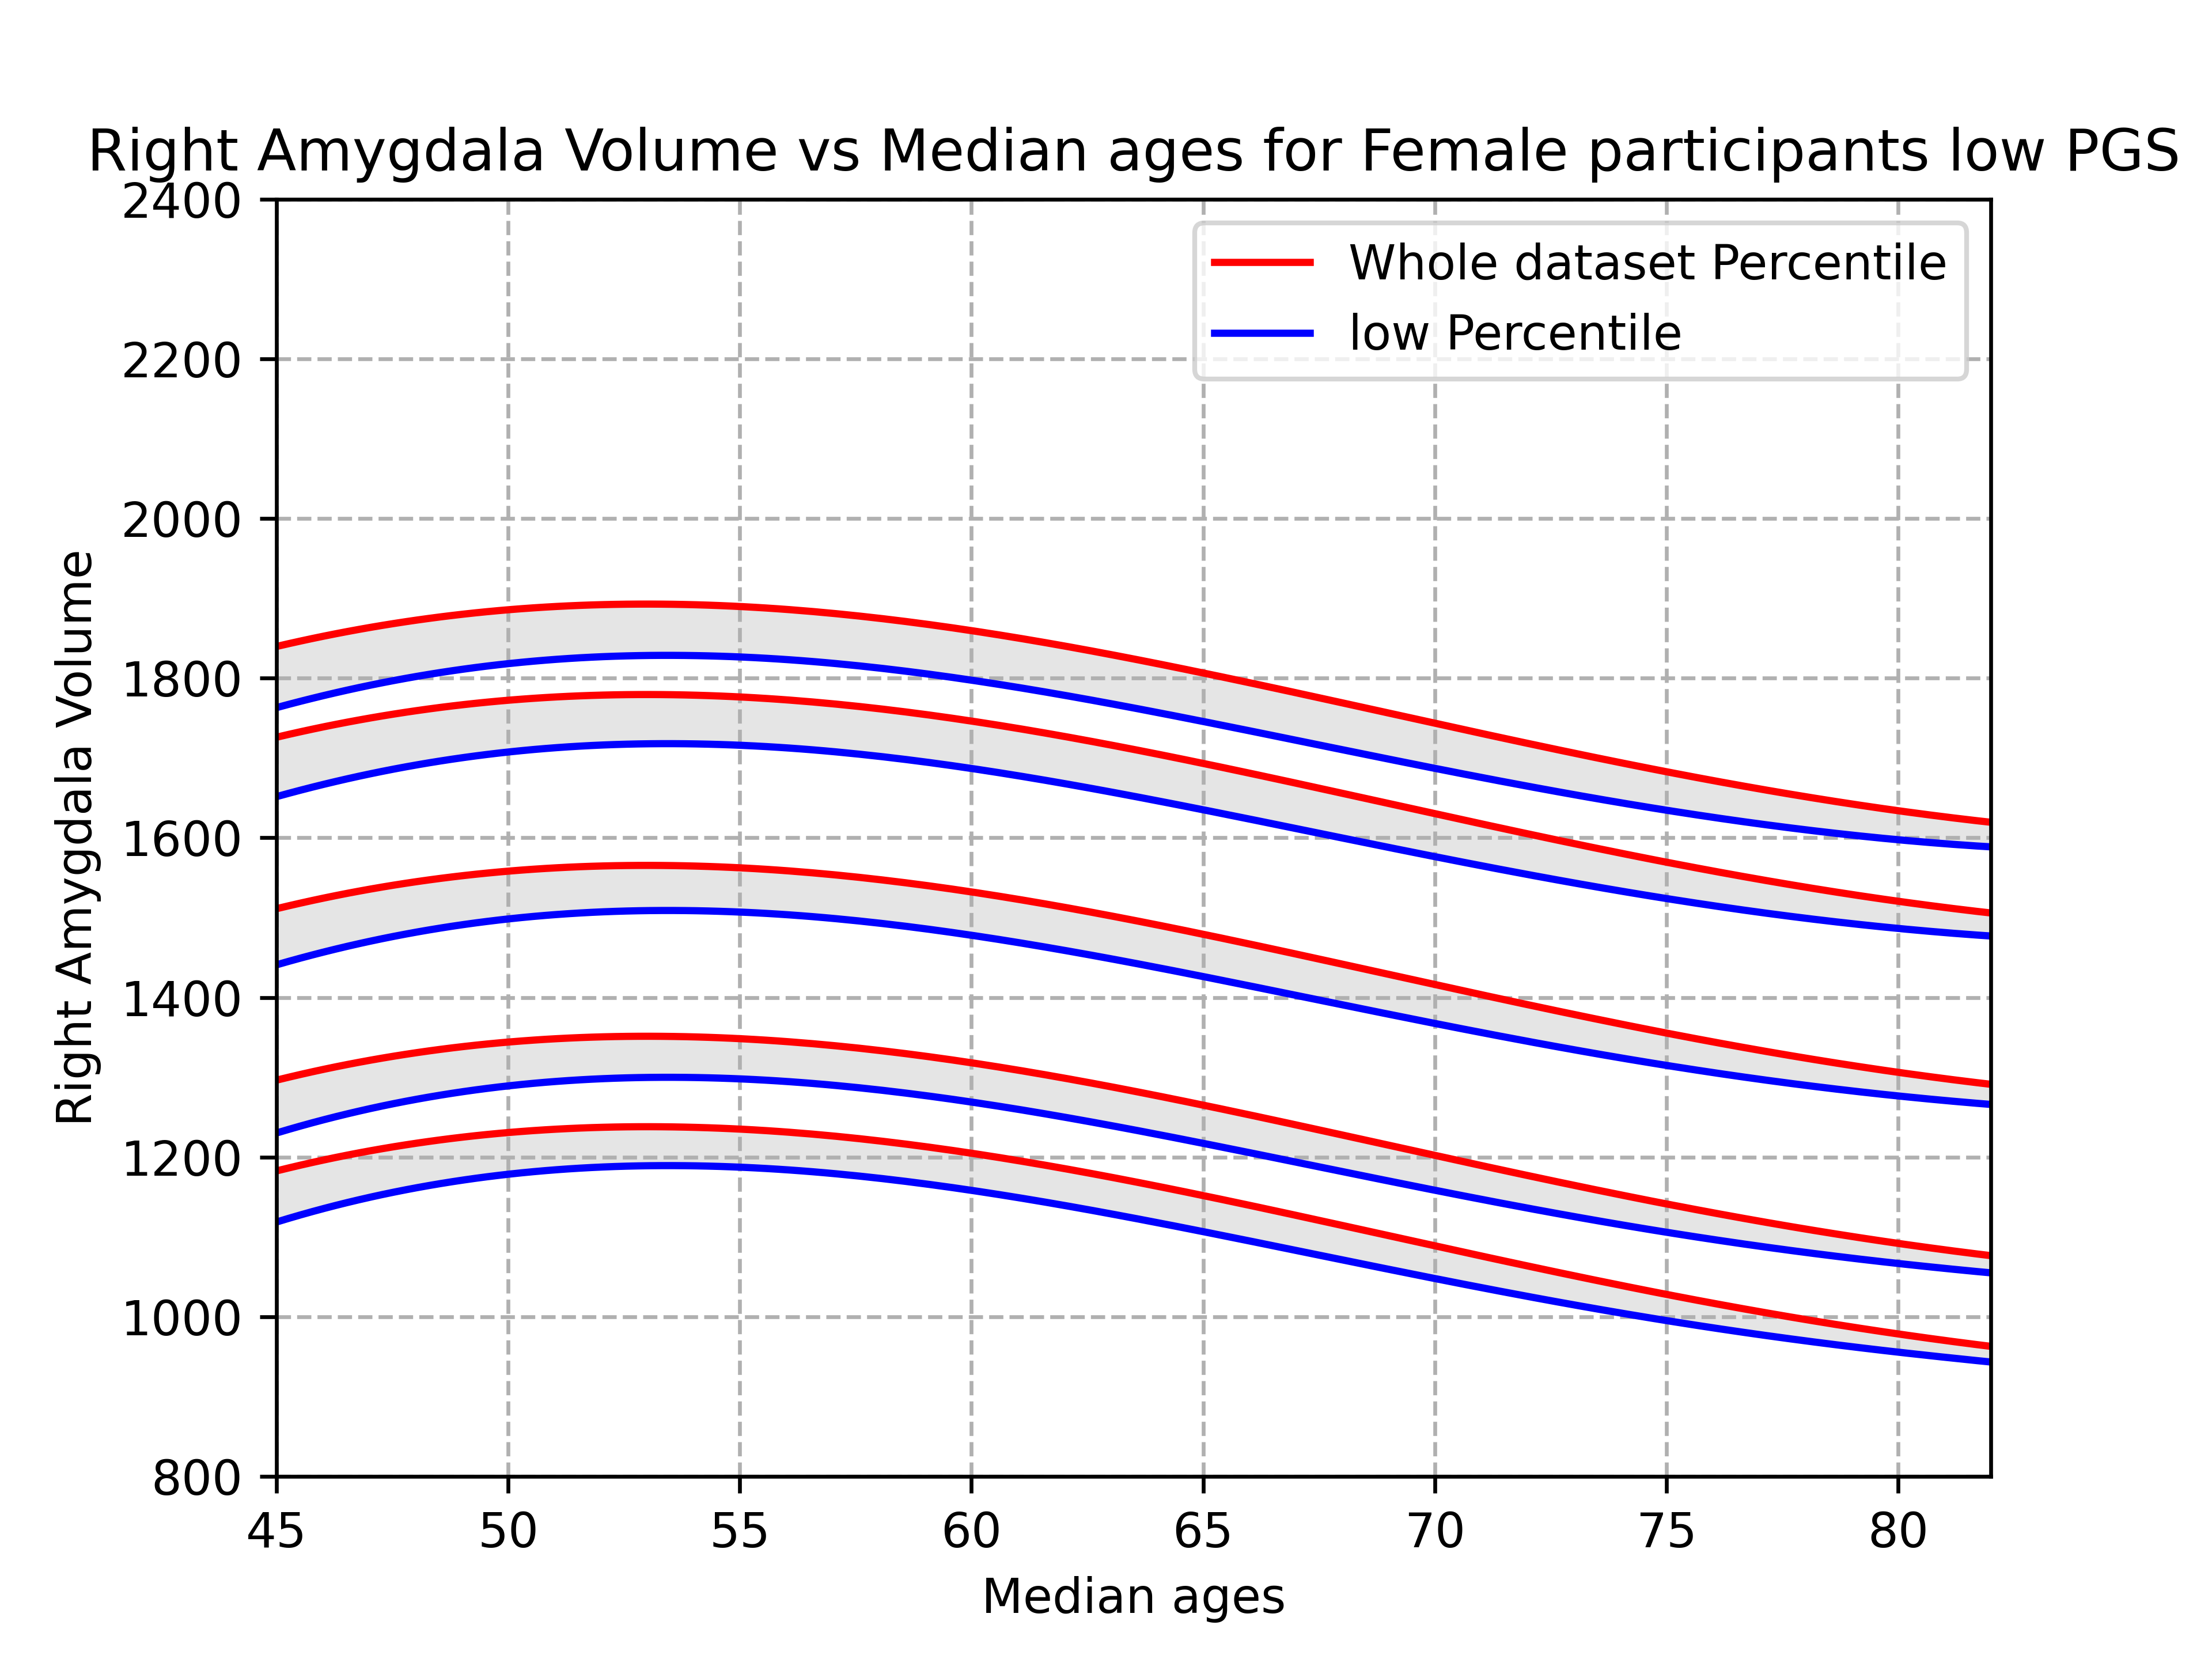 Right Amygdala Volume vs Median ages for Female participants low PGS
2400
2200
2000
1800
1600
1400
1200
1000
800
Right Amygdala Volume
Whole dataset Percentile
low Percentile
45 50 55 60 65 70 75 80
Median ages